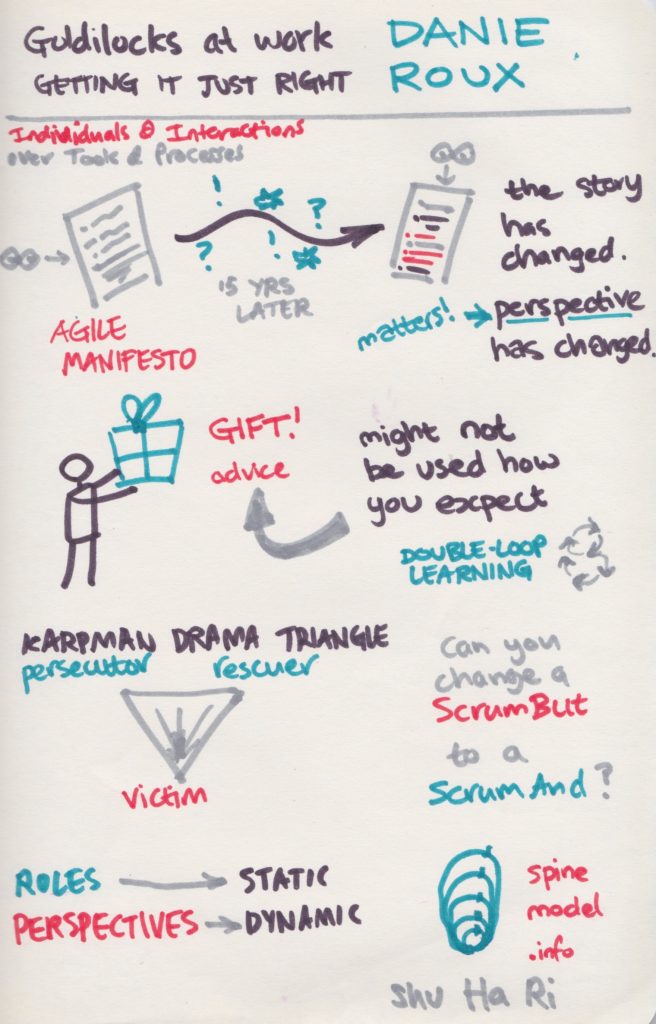 Goldilocks at work
GETTING IT JUST RIGHT
DANIE
ROUX
Individuals & Interactions
over Tools & Processes
! * ?
? ! *
15 YRS
LATER
AGILE
MANIFESTO
the story
has
changed.
matters! → perspective
has changed.
GIFT!
advice
might not
be used how
you expect
DOUBLE-LOOP
LEARNING
KARPMAN DRAMA TRIANGLE
persecutor rescuer
victim
Can you
change a
ScrumBut
to a
ScrumAnd?
ROLES → STATIC
PERSPECTIVES → DYNAMIC
spine
model
.info
Shu Ha Ri